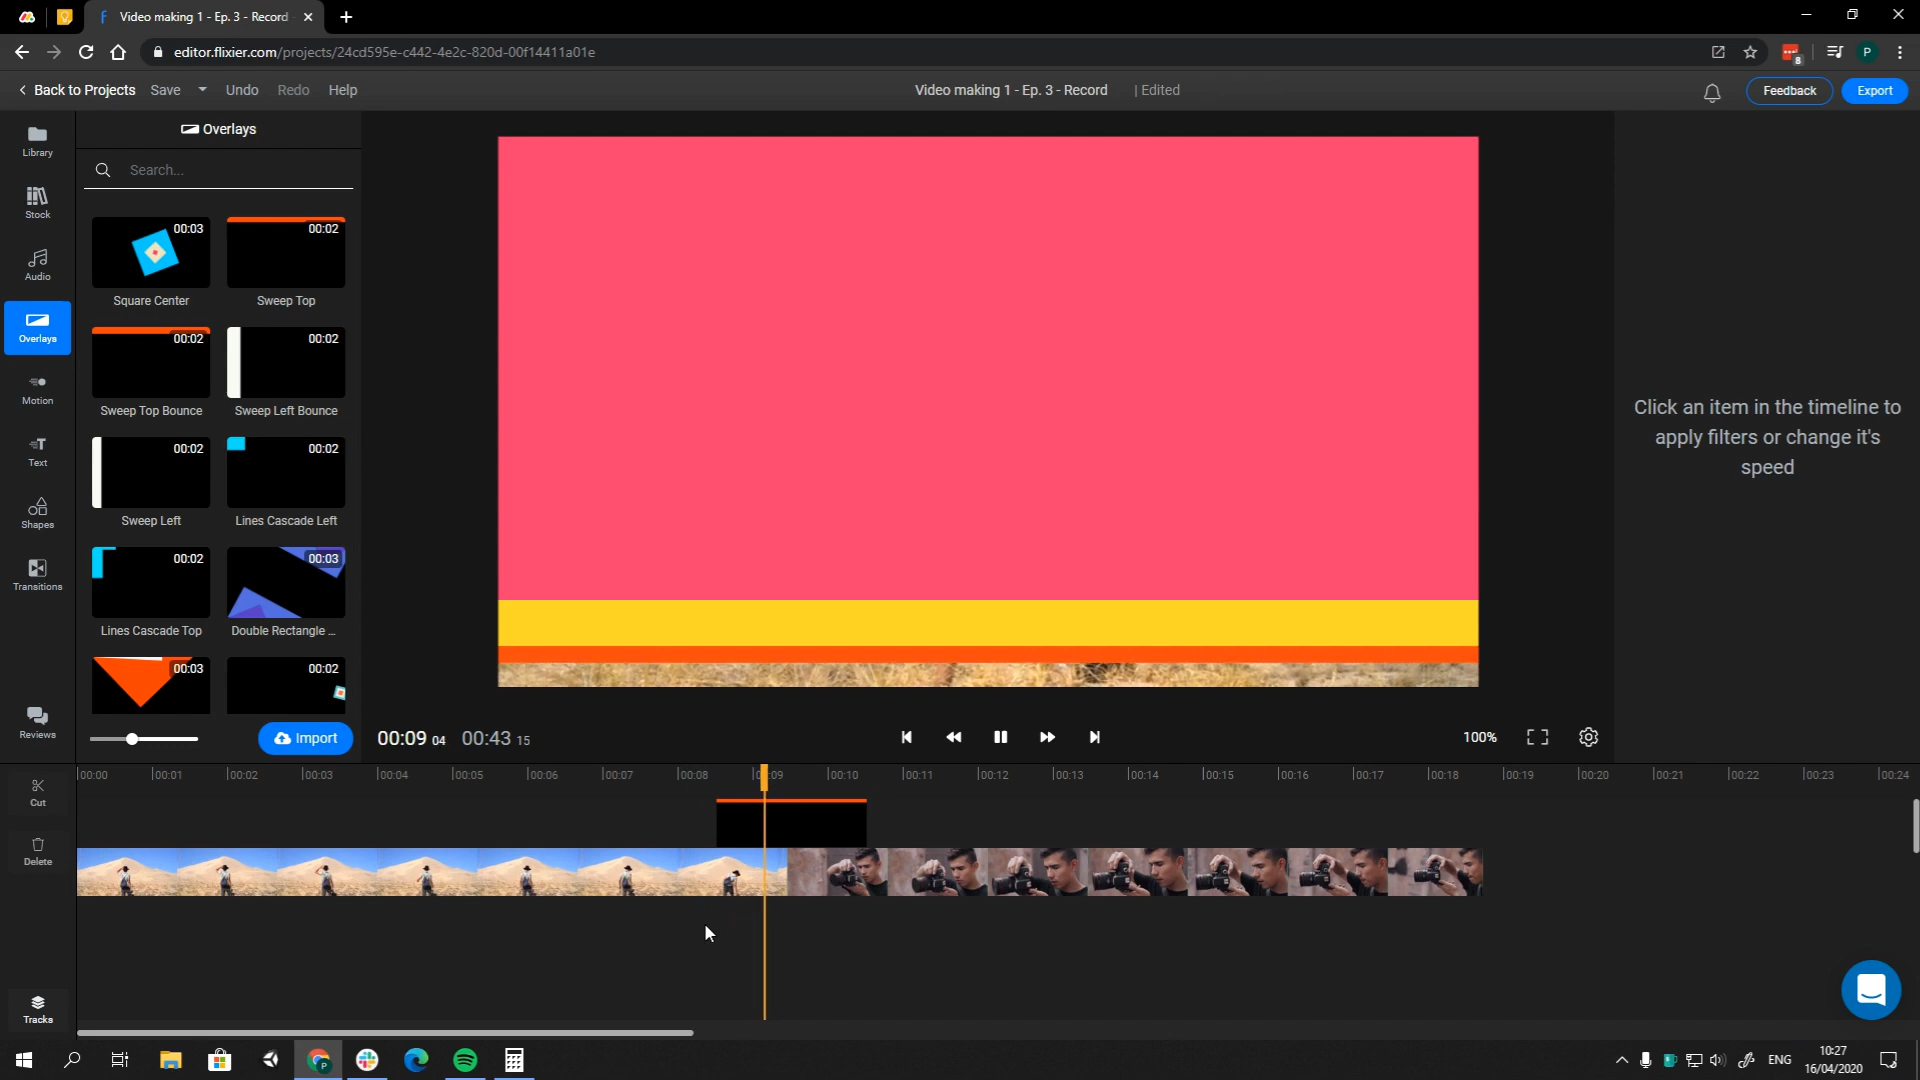 Video making 1 - Ep. 3 - Record
editor.flixier.com/projects/24cd595e-c442-4e2c-820d-00f14411a01e
8
P
Back to Projects
Save
Undo
Redo
Help
Video making 1 - Ep. 3 - Record
| Edited
Feedback
Export
Library
Stock
Audio
Overlays
Motion
Text
Shapes
Transitions
Reviews
Overlays
Search...
00:03
00:02
Square Center
Sweep Top
00:02
00:02
Sweep Top Bounce
Sweep Left Bounce
00:02
00:02
Sweep Left
Lines Cascade Left
00:02
00:03
Lines Cascade Top
Double Rectangle ...
00:03
00:02
Import
Click an item in the timeline to
apply filters or change it's
speed
00:09 04
00:43 15
100%
Cut
Delete
Tracks
00:00
00:01
00:02
00:03
00:04
00:05
00:06
00:07
00:08
00:09
00:10
00:11
00:12
00:13
00:14
00:15
00:16
00:17
00:18
00:19
00:20
00:21
00:22
00:23
00:24
P
ENG
10:27
16/04/2020